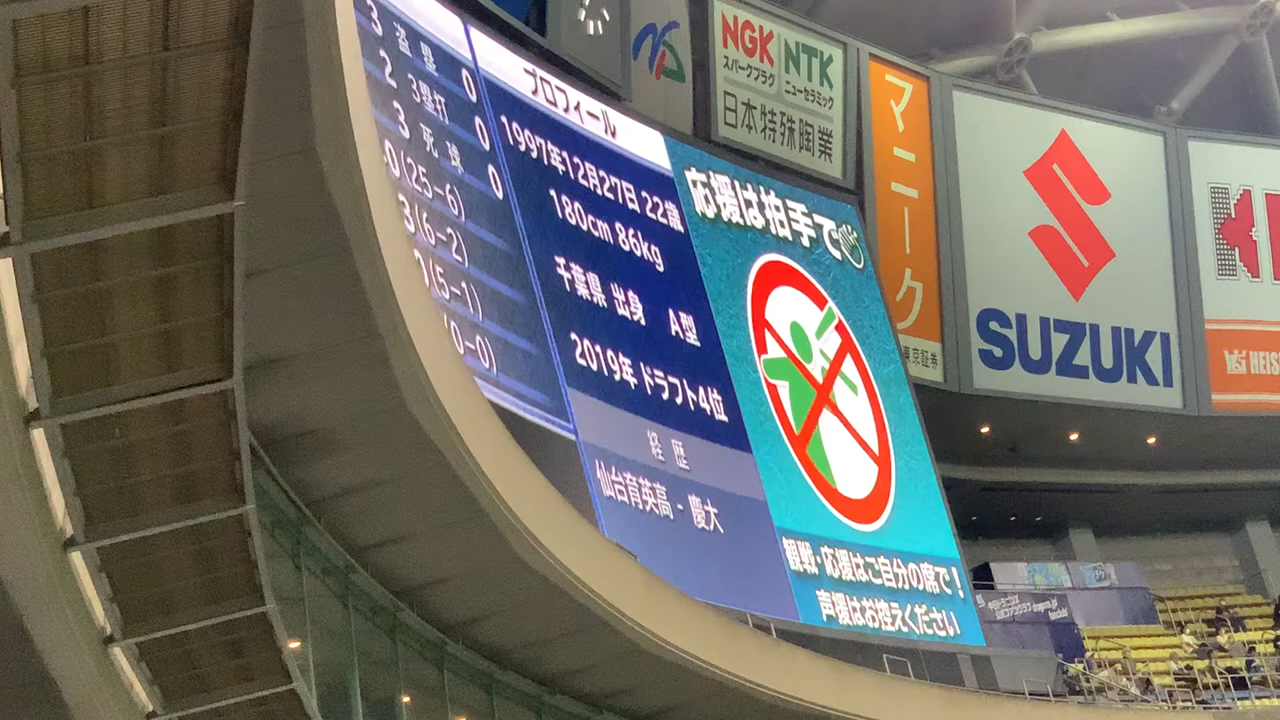 3 盗塁 0
2 3塁打 0
3 死球 0
(25-6)
3(6-2)
(5-1)
(0-0)
プロフィール
1997年12月27日 22歳
180cm 86kg
千葉県 出身 A型
2019年 ドラフト4位
経歴
仙台育英高 - 慶大
応援は拍手で
観戦・応援はご自分の席で!
声援はお控えください
NGK
スパークプラグ
NTK
ニューセラミック
日本特殊陶業
マニーク
東京証券
SUZUKI
HEIS